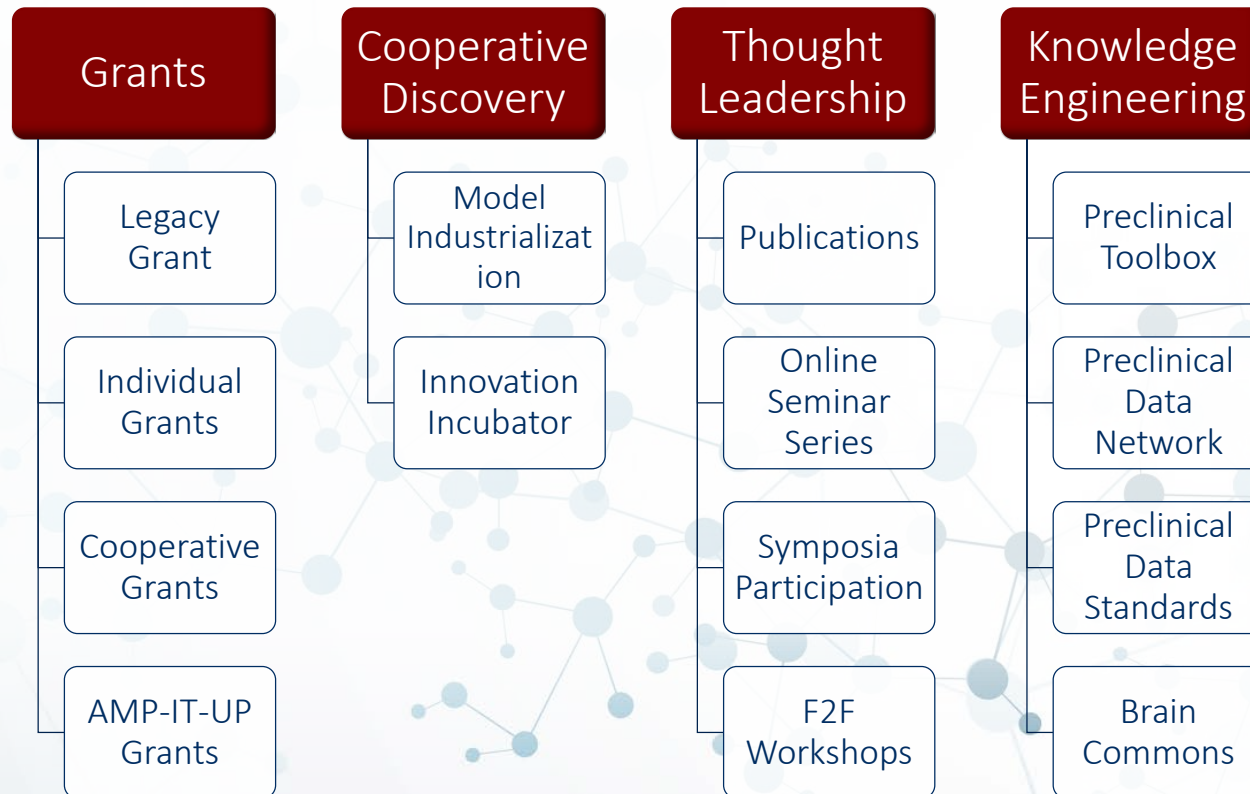 Grants
Legacy
Grant
Individual
Grants
Cooperative
Grants
AMP-IT-UP
Grants
Cooperative
Discovery
Model
Industrializat
ion
Innovation
Incubator
Thought
Leadership
Publications
Online
Seminar
Series
Symposia
Participation
F2F
Workshops
Knowledge
Engineering
Preclinical
Toolbox
Preclinical
Data
Network
Preclinical
Data
Standards
Brain
Commons